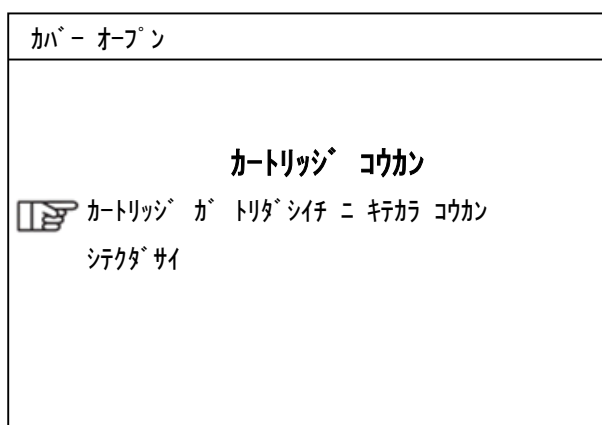 ｶﾊﾞｰ ｵｰﾌﾟﾝ
ｶｰﾄﾘｯｼﾞ ｺｳｶﾝ
ｶｰﾄﾘｯｼﾞ ｶﾞ ﾄﾘﾀﾞｼｲﾁ ﾆ ｷﾃｶﾗ ｺｳｶﾝ
ｼﾃｸﾀﾞｻｲ